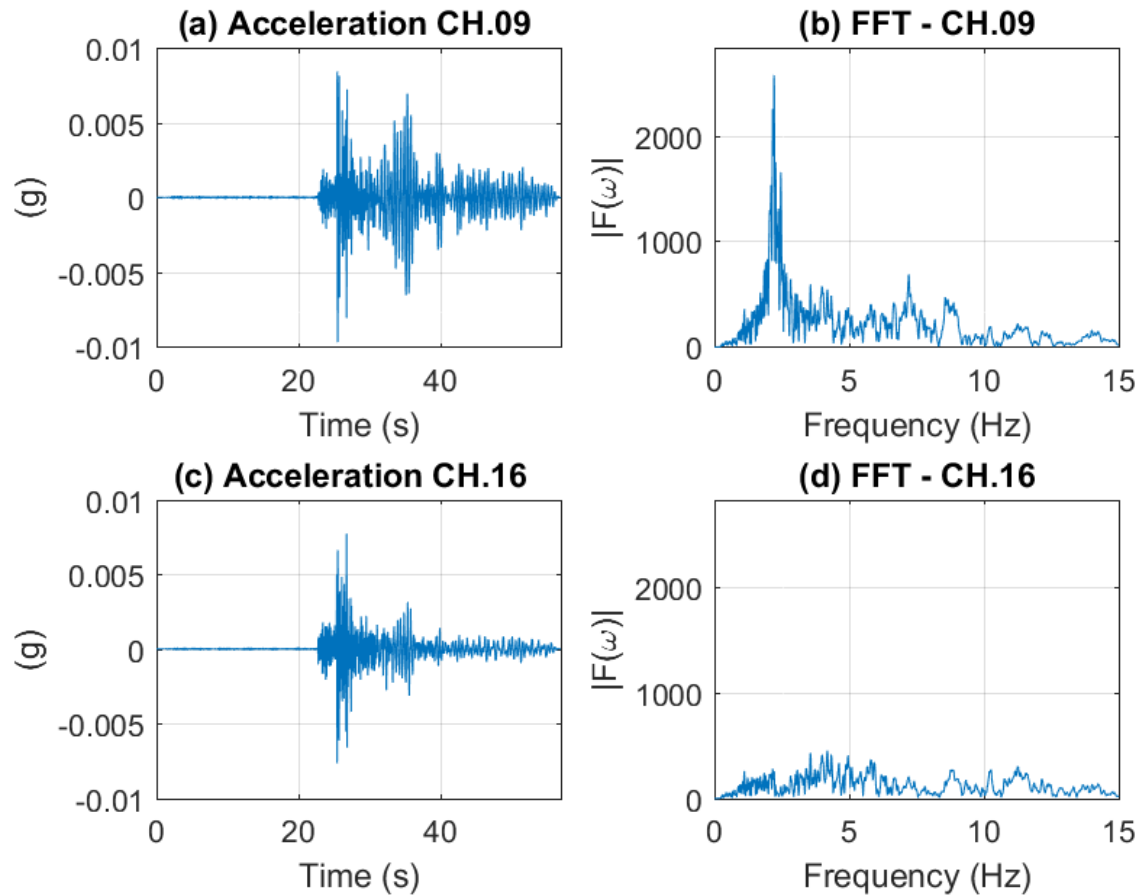 (a) Acceleration CH.09
0.01
0.005
0
-0.005
-0.01
(g)
0 20 40
Time (s)
(b) FFT - CH.09
2000
1000
0
|F(ω)|
0 5 10 15
Frequency (Hz)
(c) Acceleration CH.16
0.01
0.005
0
-0.005
-0.01
(g)
0 20 40
Time (s)
(d) FFT - CH.16
2000
1000
0
|F(ω)|
0 5 10 15
Frequency (Hz)